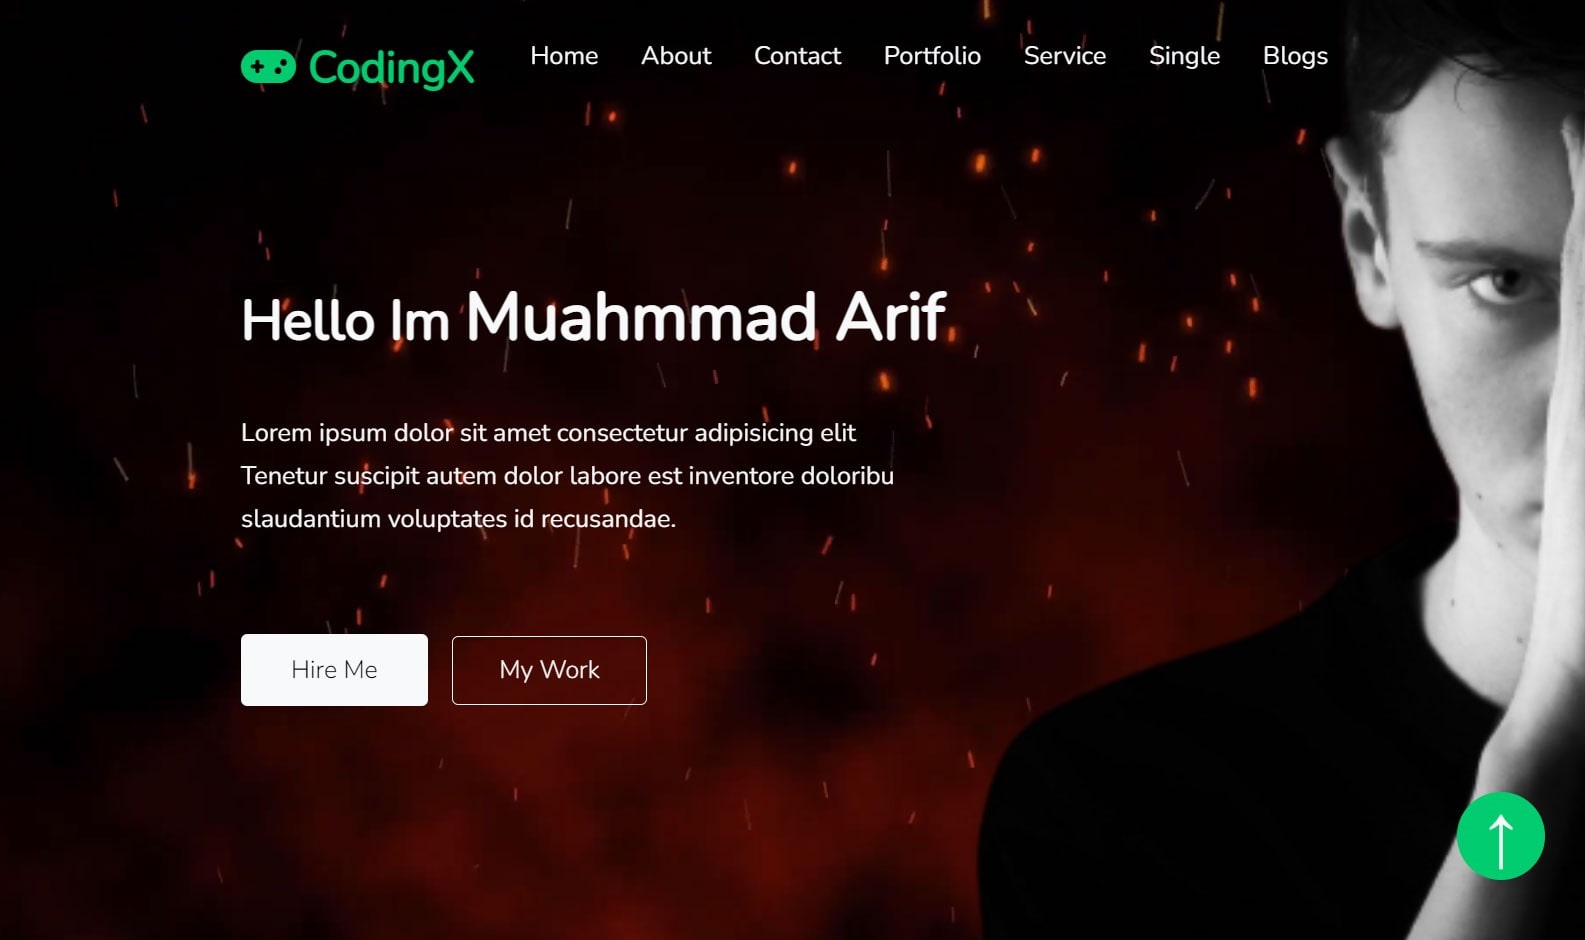 CodingX
Home About Contact Portfolio Service Single Blogs
Hello Im Muahmmad Arif
Lorem ipsum dolor sit amet consectetur adipisicing elit
Tenetur suscipit autem dolor labore est inventore doloribu
slaudantium voluptates id recusandae.
Hire Me
My Work